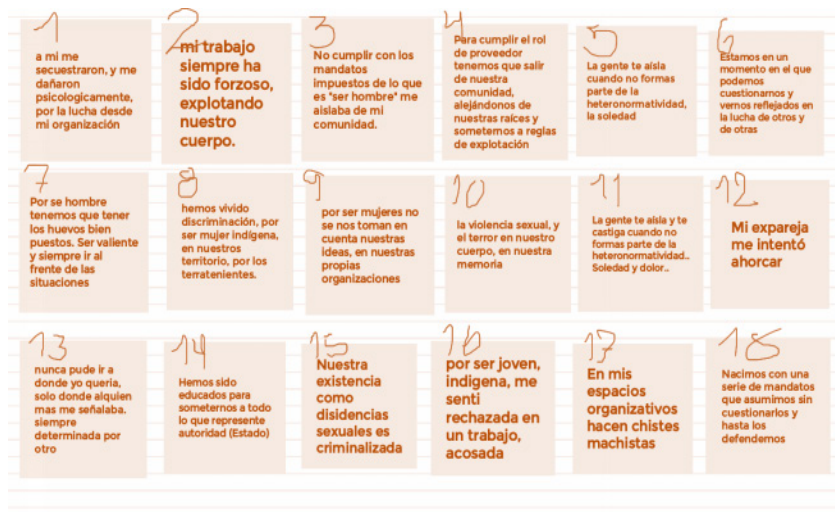 1
a mi me
secuestraron, y me
dañaron
psicologicamente,
por la lucha desde
mi organización
2
mi trabajo
siempre ha
sido forzoso,
explotando
nuestro
cuerpo.
3
No cumplir con los
mandatos
impuestos de lo que
es "ser hombre" me
aislaba de mi
comunidad.
4
Para cumplir el rol
de proveedor
tenemos que salir
de nuestra
comunidad,
alejándonos de
nuestras raíces y
someternos a reglas
de explotación
5
La gente te aisla
cuando no formas
parte de la
heteronormatividad,
la soledad
6
Estamos en un
momento en el que
podemos
cuestionarnos y
vernos reflejados en
la lucha de otros y
de otras
7
Por se hombre
tenemos que tener
los huevos bien
puestos. Ser valiente
y siempre ir al
frente de las
situaciones
8
hemos vivido
discriminación, por
ser mujer indígena,
en nuestros
territorio, por los
terratenientes.
9
por ser mujeres no
se nos toman en
cuenta nuestras
ideas, en nuestras
propias
organizaciones
10
la violencia sexual, y
el terror en nuestro
cuerpo, en nuestra
memoria
11
La gente te aisla y te
castiga cuando no
formas parte de la
heteronormatividad..
Soledad y dolor..
12
Mi expareja
me intentó
ahorcar
13
nunca pude ir a
donde yo queria,
solo donde alquien
mas me señalaba.
siempre
determinada por
otro
14
Hemos sido
educados para
someternos a todo
lo que represente
autoridad (Estado)
15
Nuestra
existencia
como
disidencias
sexuales es
criminalizada
16
por ser joven,
indigena, me
senti
rechazada en
un trabajo,
acosada
17
En mis
espacios
organizativos
hacen chistes
machistas
18
Nacimos con una
serie de mandatos
que asumimos sin
cuestionarlos y
hasta los
defendemos